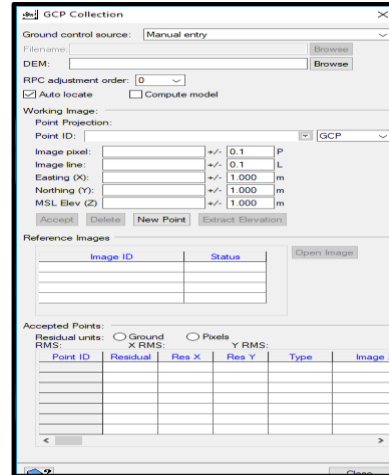 GCP Collection
Ground control source: Manual entry
Filename: Browse
DEM: Browse
RPC adjustment order: 0
Auto locate Compute model
Working Image:
Point Projection:
Point ID: GCP
Image pixel: +/- 0.1 P
Image line: +/- 0.1 L
Easting (X): +/- 1.000 m
Northing (Y): +/- 1.000 m
MSL Elev (Z) +/- 1.000 m
Accept Delete New Point Extract Elevation
Reference Images
Image ID Status Open Image
Accepted Points:
Residual units: Ground Pixels
RMS: X RMS: Y RMS:
Point ID Residual Res X Res Y Type Image
Close